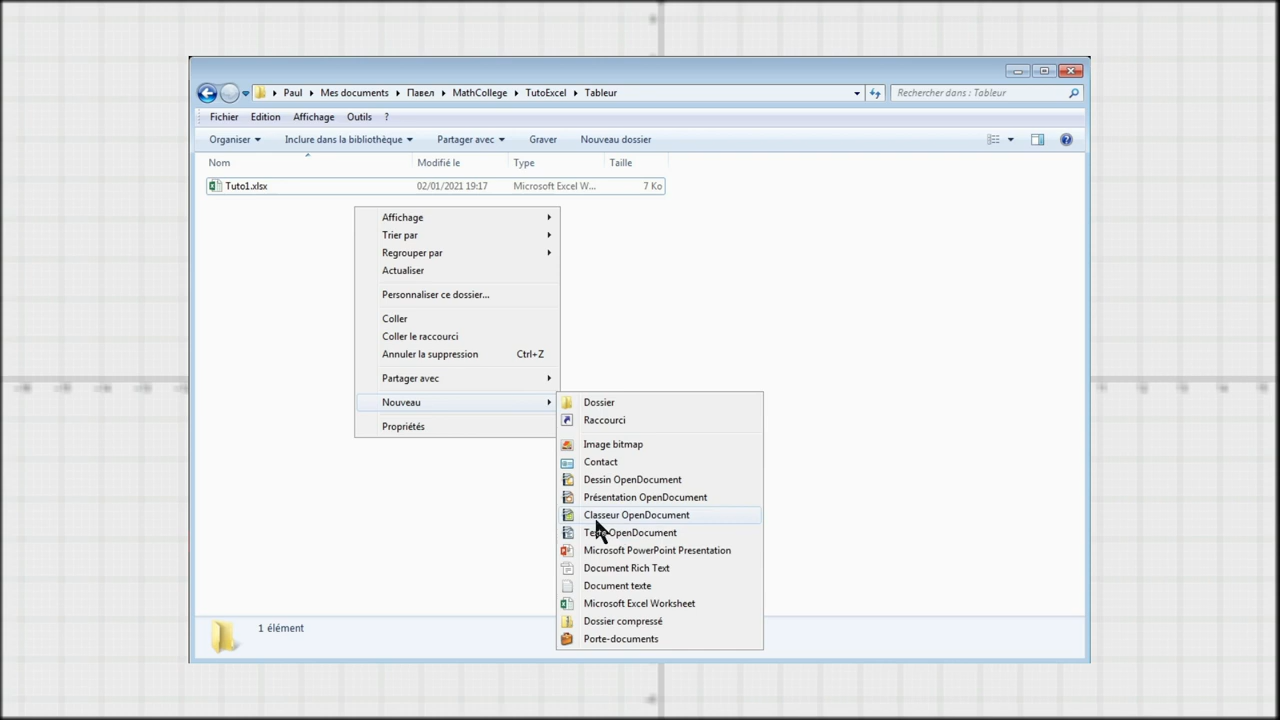 Paul Mes documents Павел MathCollege TutoExcel Tableur
Rechercher dans : Tableur
Fichier Edition Affichage Outils ?
Organiser Inclure dans la bibliothèque Partager avec Graver Nouveau dossier
Nom Modifié le Type Taille
Tuto1.xlsx 02/01/2021 19:17 Microsoft Excel W... 7 Ko
Affichage
Trier par
Regrouper par
Actualiser
Personnaliser ce dossier...
Coller
Coller le raccourci
Annuler la suppression Ctrl+Z
Partager avec
Nouveau
Propriétés
Dossier
Raccourci
Image bitmap
Contact
Dessin OpenDocument
Présentation OpenDocument
Classeur OpenDocument
Texte OpenDocument
Microsoft PowerPoint Presentation
Document Rich Text
Document texte
Microsoft Excel Worksheet
Dossier compressé
Porte-documents
1 élément